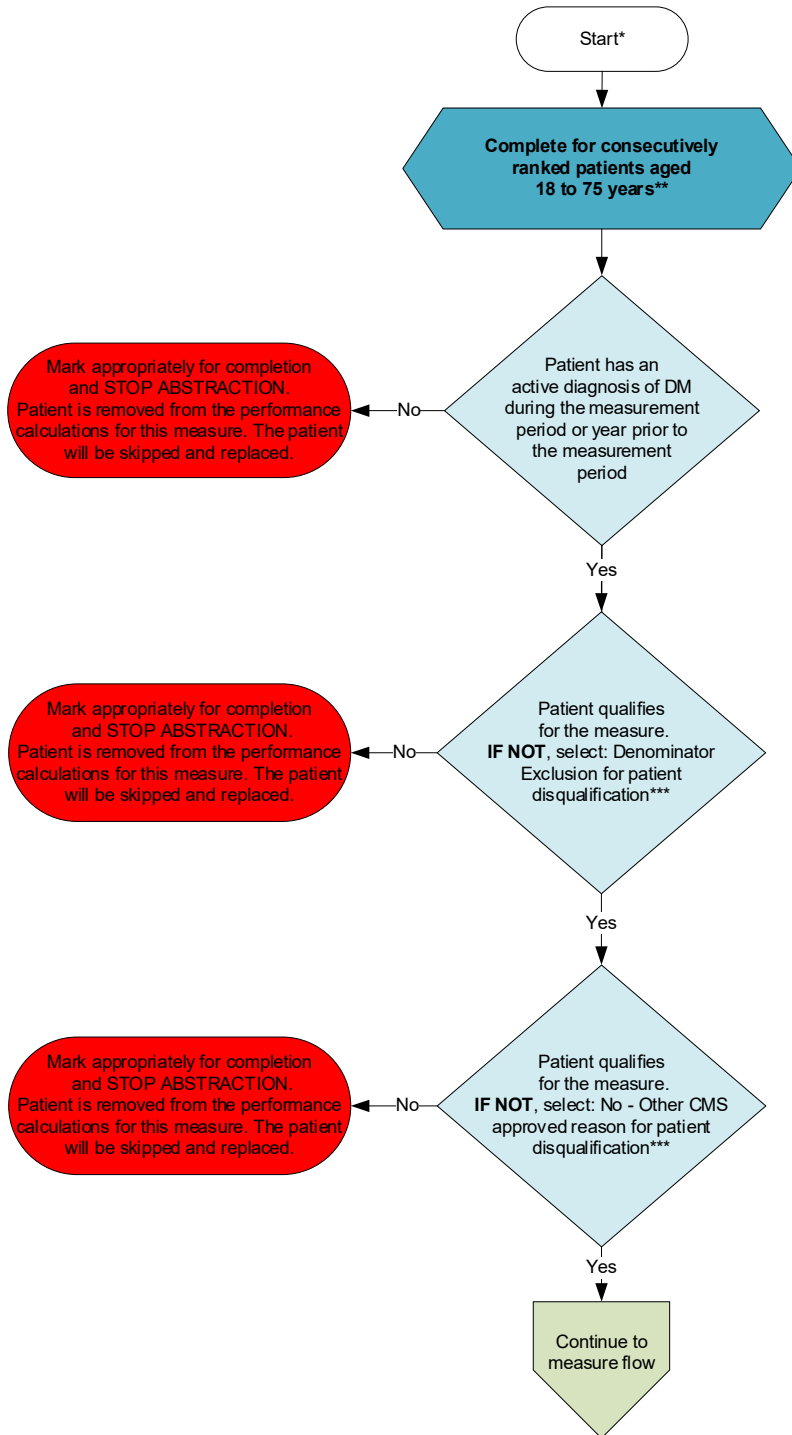 Start*
Complete for consecutively
ranked patients aged
18 to 75 years**
Patient has an
active diagnosis of DM
during the measurement
period or year prior to
the measurement
period
No
Mark appropriately for completion
and STOP ABSTRACTION.
Patient is removed from the performance
calculations for this measure. The patient
will be skipped and replaced.
Yes
Patient qualifies
for the measure.
IF NOT, select: Denominator
Exclusion for patient
disqualification***
No
Mark appropriately for completion
and STOP ABSTRACTION.
Patient is removed from the performance
calculations for this measure. The patient
will be skipped and replaced.
Yes
Patient qualifies
for the measure.
IF NOT, select: No - Other CMS
approved reason for patient
disqualification***
No
Mark appropriately for completion
and STOP ABSTRACTION.
Patient is removed from the performance
calculations for this measure. The patient
will be skipped and replaced.
Yes
Continue to
measure flow